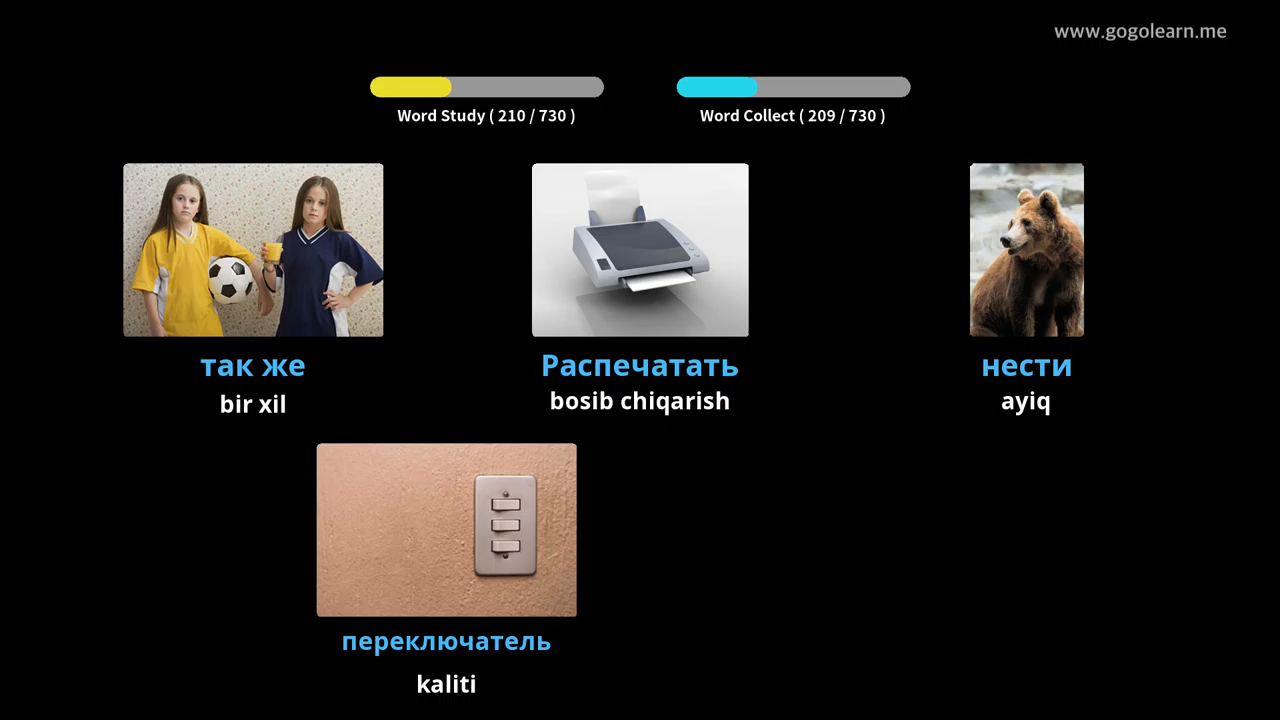 www.gogolearn.me
Word Study ( 210 / 730 )
Word Collect ( 209 / 730 )
так же
bir xil
Распечатать
bosib chiqarish
нести
ayiq
переключатель
kaliti